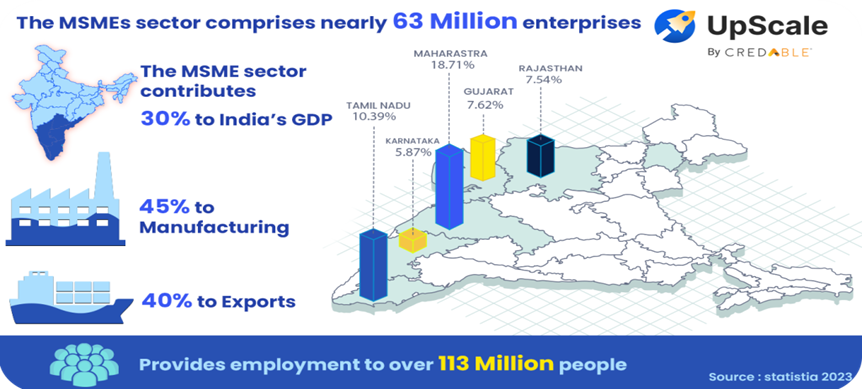 The MSMEs sector comprises nearly 63 Million enterprises
UpScale
By CREDABLE
The MSME sector
contributes
30% to India's GDP
45% to
Manufacturing
40% to Exports
MAHARASTRA
18.71%
RAJASTHAN
7.54%
GUJARAT
7.62%
TAMIL NADU
10.39%
KARNATAKA
5.87%
Provides employment to over 113 Million people
Source : statistia 2023